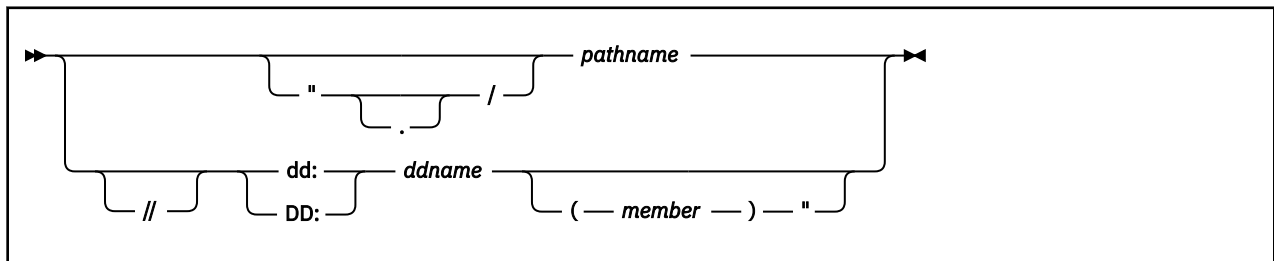 pathname
" /
.
dd: ddname
// DD: ( member ) "